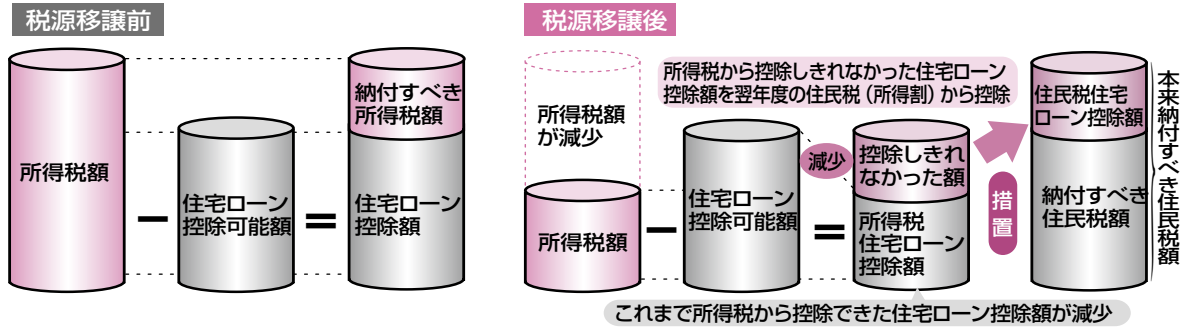 税源移譲前
所得税額
住宅ローン
控除可能額
納付すべき
所得税額
住宅ローン
控除額
税源移譲後
所得税額
が減少
所得税額
住宅ローン
控除可能額
所得税から控除しきれなかった住宅ローン
控除額を翌年度の住民税（所得割）から控除
減少
控除しきれ
なかった額
所得税
住宅ローン
控除額
措置
住民税住宅
ローン控除額
納付すべき
住民税額
本来納付すべき住民税額
これまで所得税から控除できた住宅ローン控除額が減少